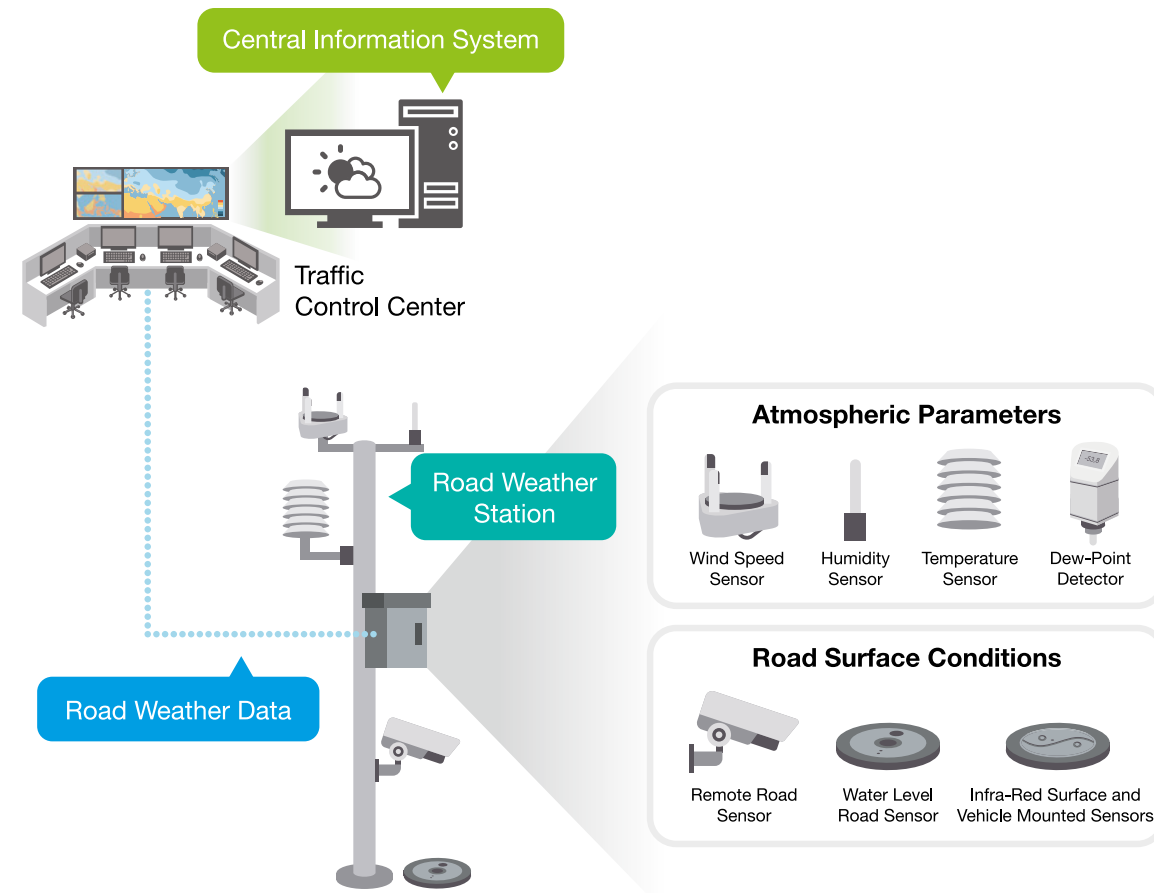 Central Information System
Traffic
Control Center
Road Weather
Station
Road Weather Data
Atmospheric Parameters
-53.8
Wind Speed
Sensor
Humidity
Sensor
Temperature
Sensor
Dew-Point
Detector
Road Surface Conditions
Remote Road
Sensor
Water Level
Road Sensor
Infra-Red Surface and
Vehicle Mounted Sensors